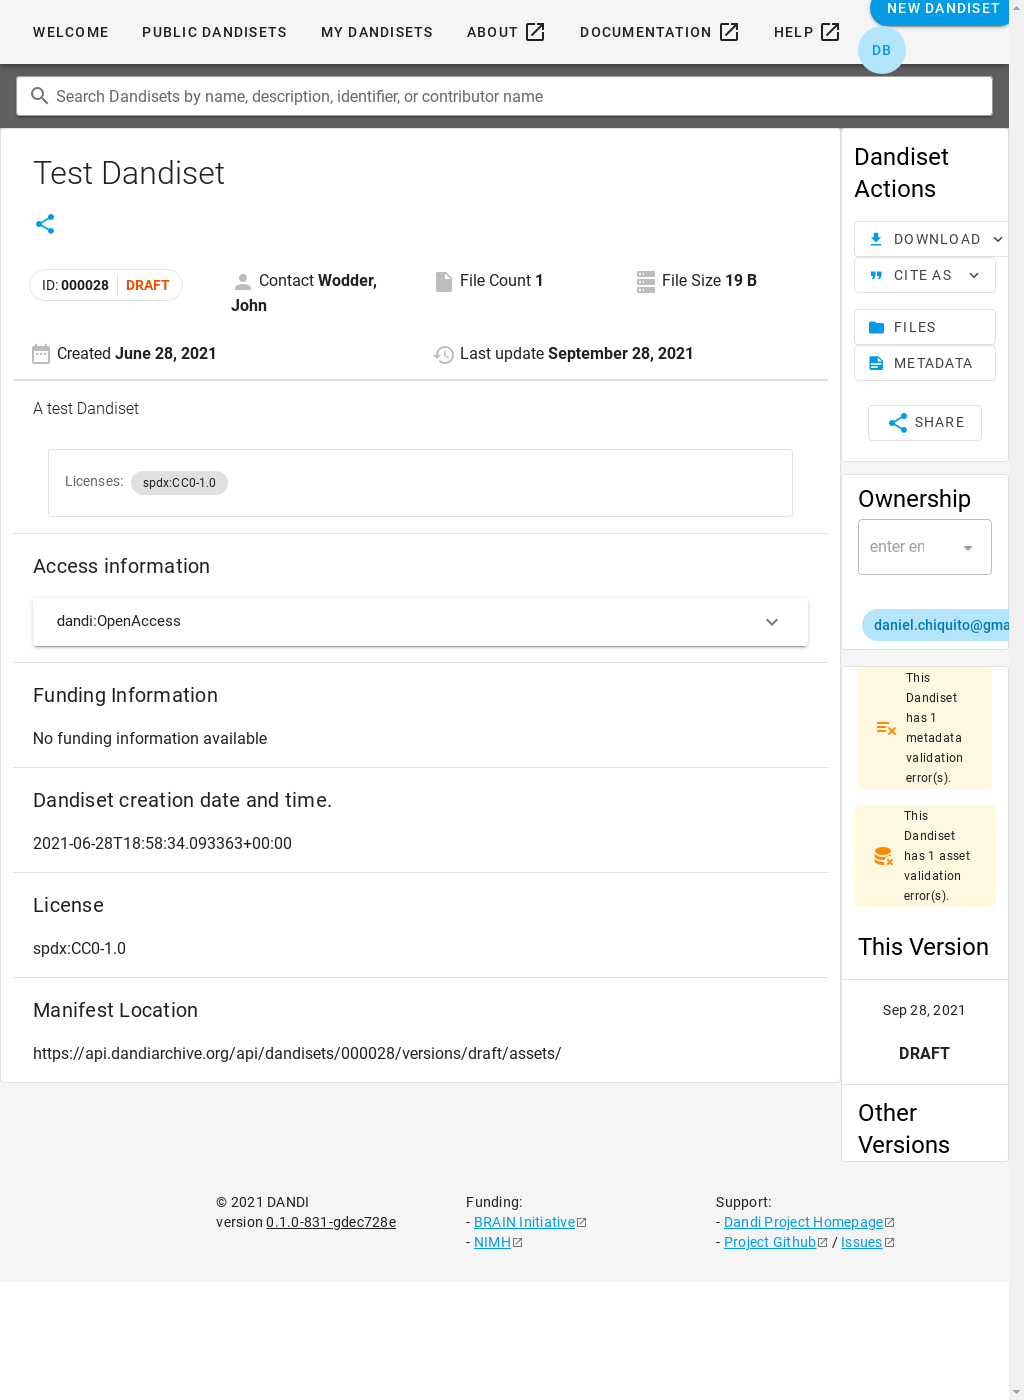 WELCOME PUBLIC DANDISETS MY DANDISETS ABOUT DOCUMENTATION HELP NEW DANDISET
DB
Search Dandisets by name, description, identifier, or contributor name
Test Dandiset
ID: 000028 DRAFT
Contact Wodder,
John
File Count 1
File Size 19 B
Created June 28, 2021
Last update September 28, 2021
A test Dandiset
Licenses: spdx:CC0-1.0
Access information
dandi:OpenAccess
Funding Information
No funding information available
Dandiset creation date and time.
2021-06-28T18:58:34.093363+00:00
License
spdx:CC0-1.0
Manifest Location
https://api.dandiarchive.org/api/dandisets/000028/versions/draft/assets/
Dandiset
Actions
DOWNLOAD
CITE AS
FILES
METADATA
SHARE
Ownership
enter en
daniel.chiquito@gma
This
Dandiset
has 1
metadata
validation
error(s).
This
Dandiset
has 1 asset
validation
error(s).
This Version
Sep 28, 2021
DRAFT
Other
Versions
© 2021 DANDI
version 0.1.0-831-gdec728e
Funding:
- BRAIN Initiative
- NIMH
Support:
- Dandi Project Homepage
- Project Github / Issues